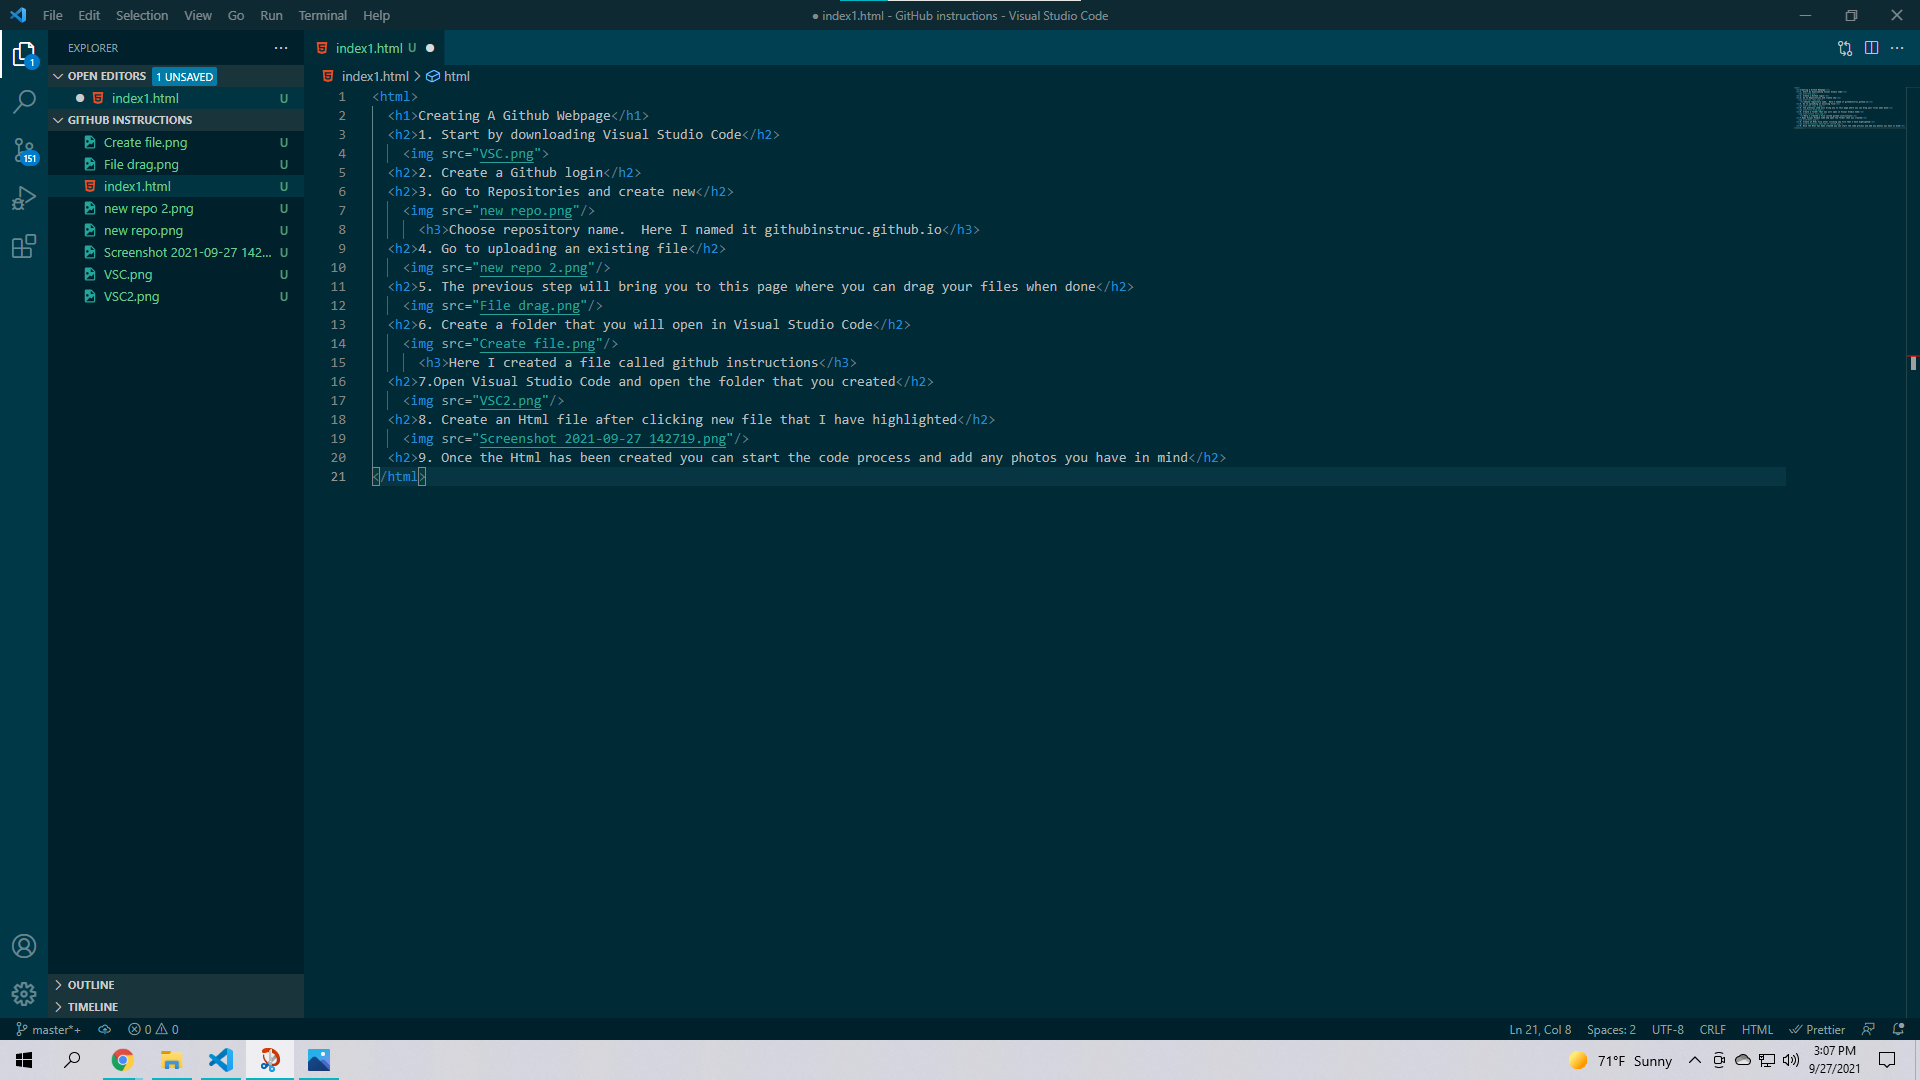 File Edit Selection View Go Run Terminal Help
● index1.html - GitHub instructions - Visual Studio Code
EXPLORER
OPEN EDITORS 1 UNSAVED
index1.html U
GITHUB INSTRUCTIONS
Create file.png U
File drag.png U
index1.html U
new repo 2.png U
new repo.png U
Screenshot 2021-09-27 142... U
VSC.png U
VSC2.png U
OUTLINE
TIMELINE
1
151
index1.html U
index1.html > html
1 <html>
2 <h1>Creating A Github Webpage</h1>
3 <h2>1. Start by downloading Visual Studio Code</h2>
4 <img src="VSC.png">
5 <h2>2. Create a Github login</h2>
6 <h2>3. Go to Repositories and create new</h2>
7 <img src="new repo.png"/>
8 <h3>Choose repository name.  Here I named it githubinstruc.github.io</h3>
9 <h2>4. Go to uploading an existing file</h2>
10 <img src="new repo 2.png"/>
11 <h2>5. The previous step will bring you to this page where you can drag your files when done</h2>
12 <img src="File drag.png"/>
13 <h2>6. Create a folder that you will open in Visual Studio Code</h2>
14 <img src="Create file.png"/>
15 <h3>Here I created a file called github instructions</h3>
16 <h2>7.Open Visual Studio Code and open the folder that you created</h2>
17 <img src="VSC2.png"/>
18 <h2>8. Create an Html file after clicking new file that I have highlighted</h2>
19 <img src="Screenshot 2021-09-27 142719.png"/>
20 <h2>9. Once the Html has been created you can start the code process and add any photos you have in mind</h2>
21 </html>
master*+ 0 0 Ln 21, Col 8 Spaces: 2 UTF-8 CRLF HTML Prettier
71°F Sunny
3:07 PM
9/27/2021